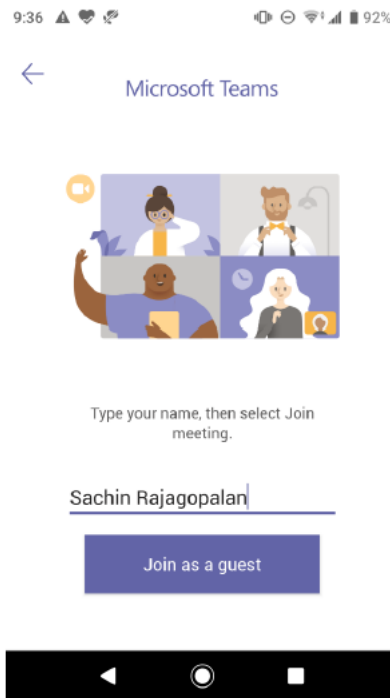 9:36
92%
Microsoft Teams
Type your name, then select Join
meeting.
Sachin Rajagopalan
Join as a guest